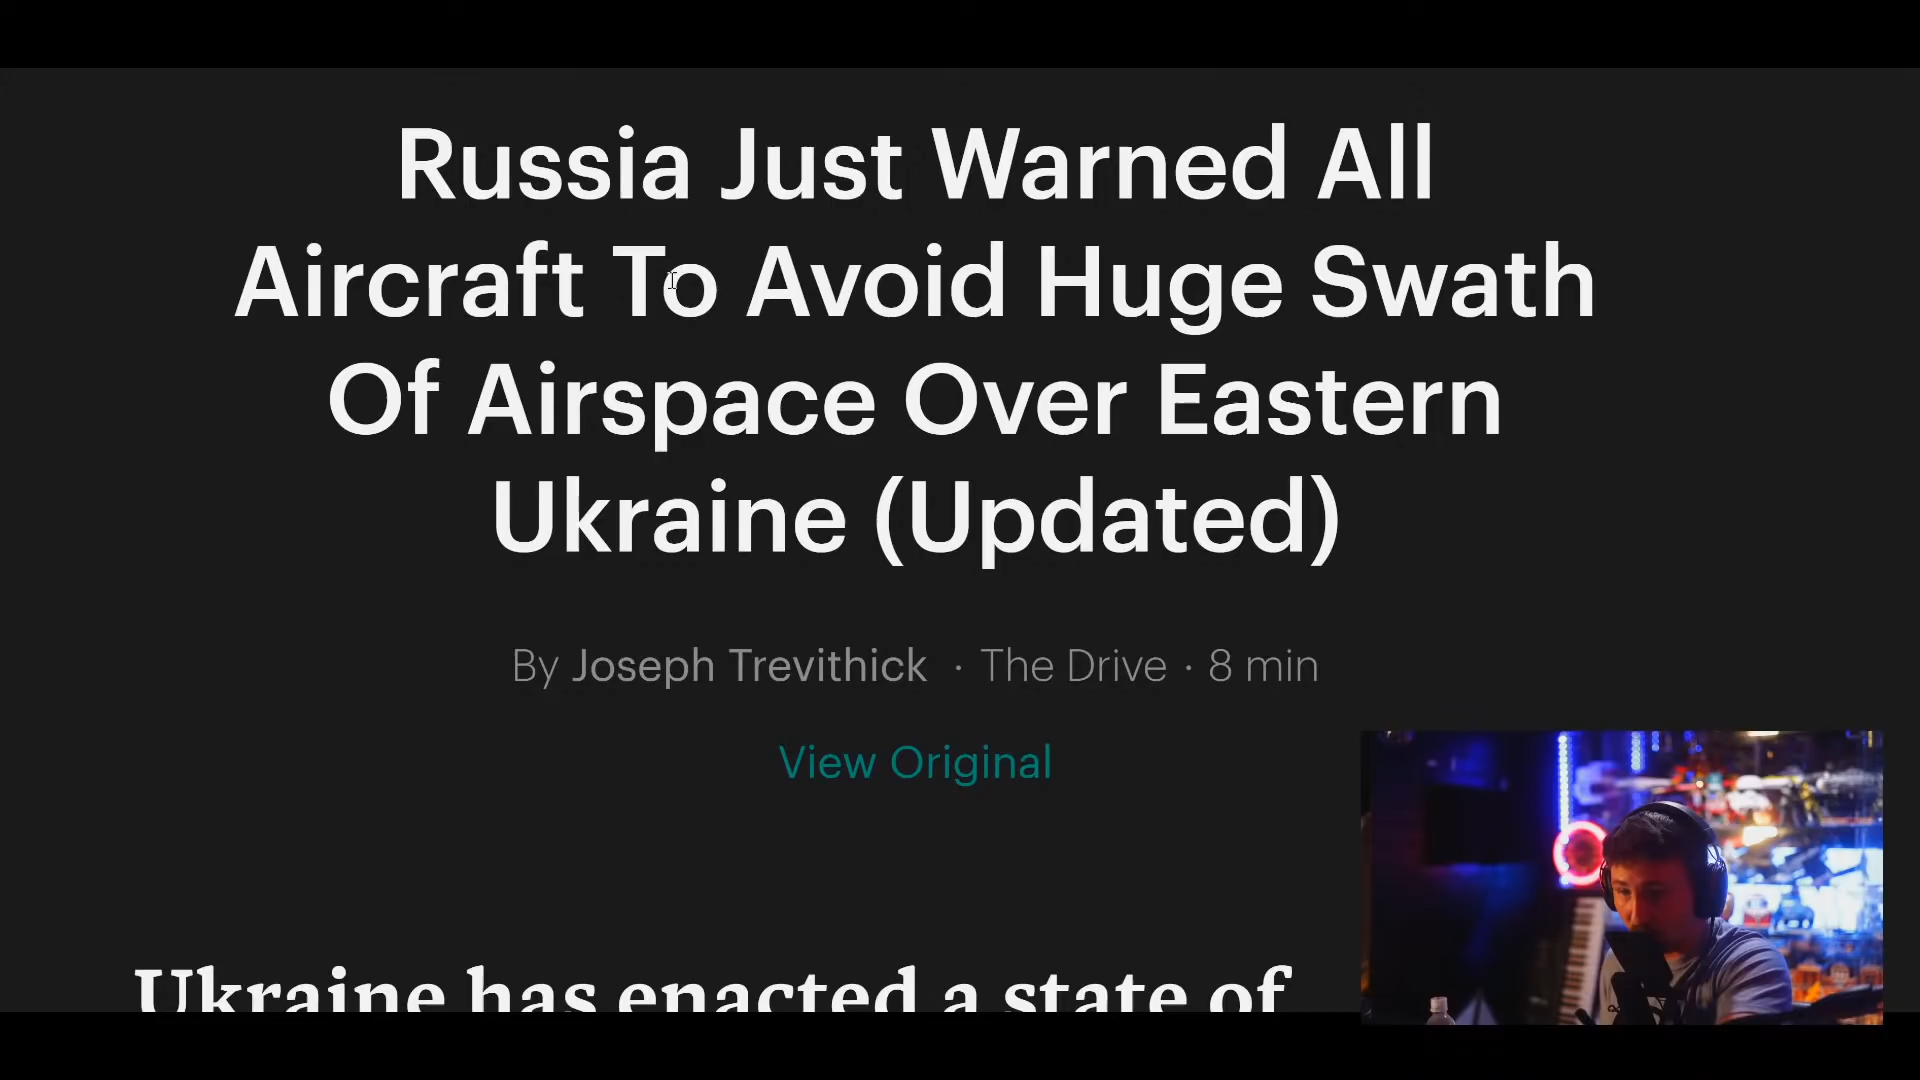 Russia Just Warned All
Aircraft To Avoid Huge Swath
Of Airspace Over Eastern
Ukraine (Updated)
By Joseph Trevithick · The Drive · 8 min
View Original
Ukraine has enacted a state of